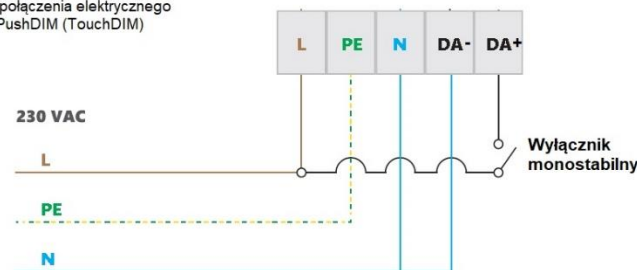 połączenia elektrycznego
PushDIM (TouchDIM)
L PE N DA- DA+
230 VAC
Wyłącznik
monostabilny
L
PE
N